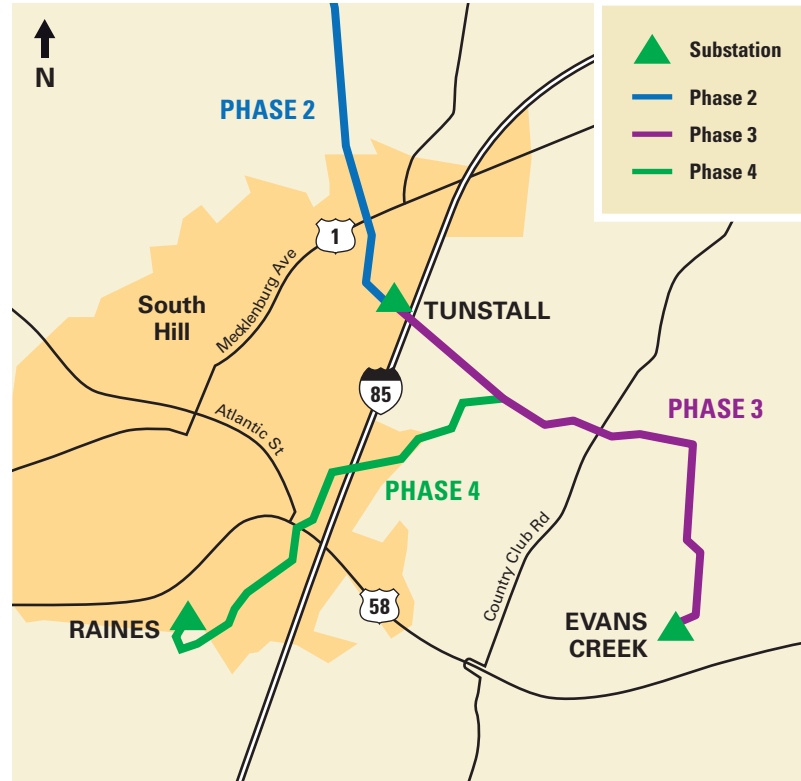 N
PHASE 2
Substation
Phase 2
Phase 3
Phase 4
1
Mecklenburg Ave
South
Hill
TUNSTALL
85
Atlantic St
PHASE 3
PHASE 4
Country Club Rd
58
RAINES
EVANS
CREEK